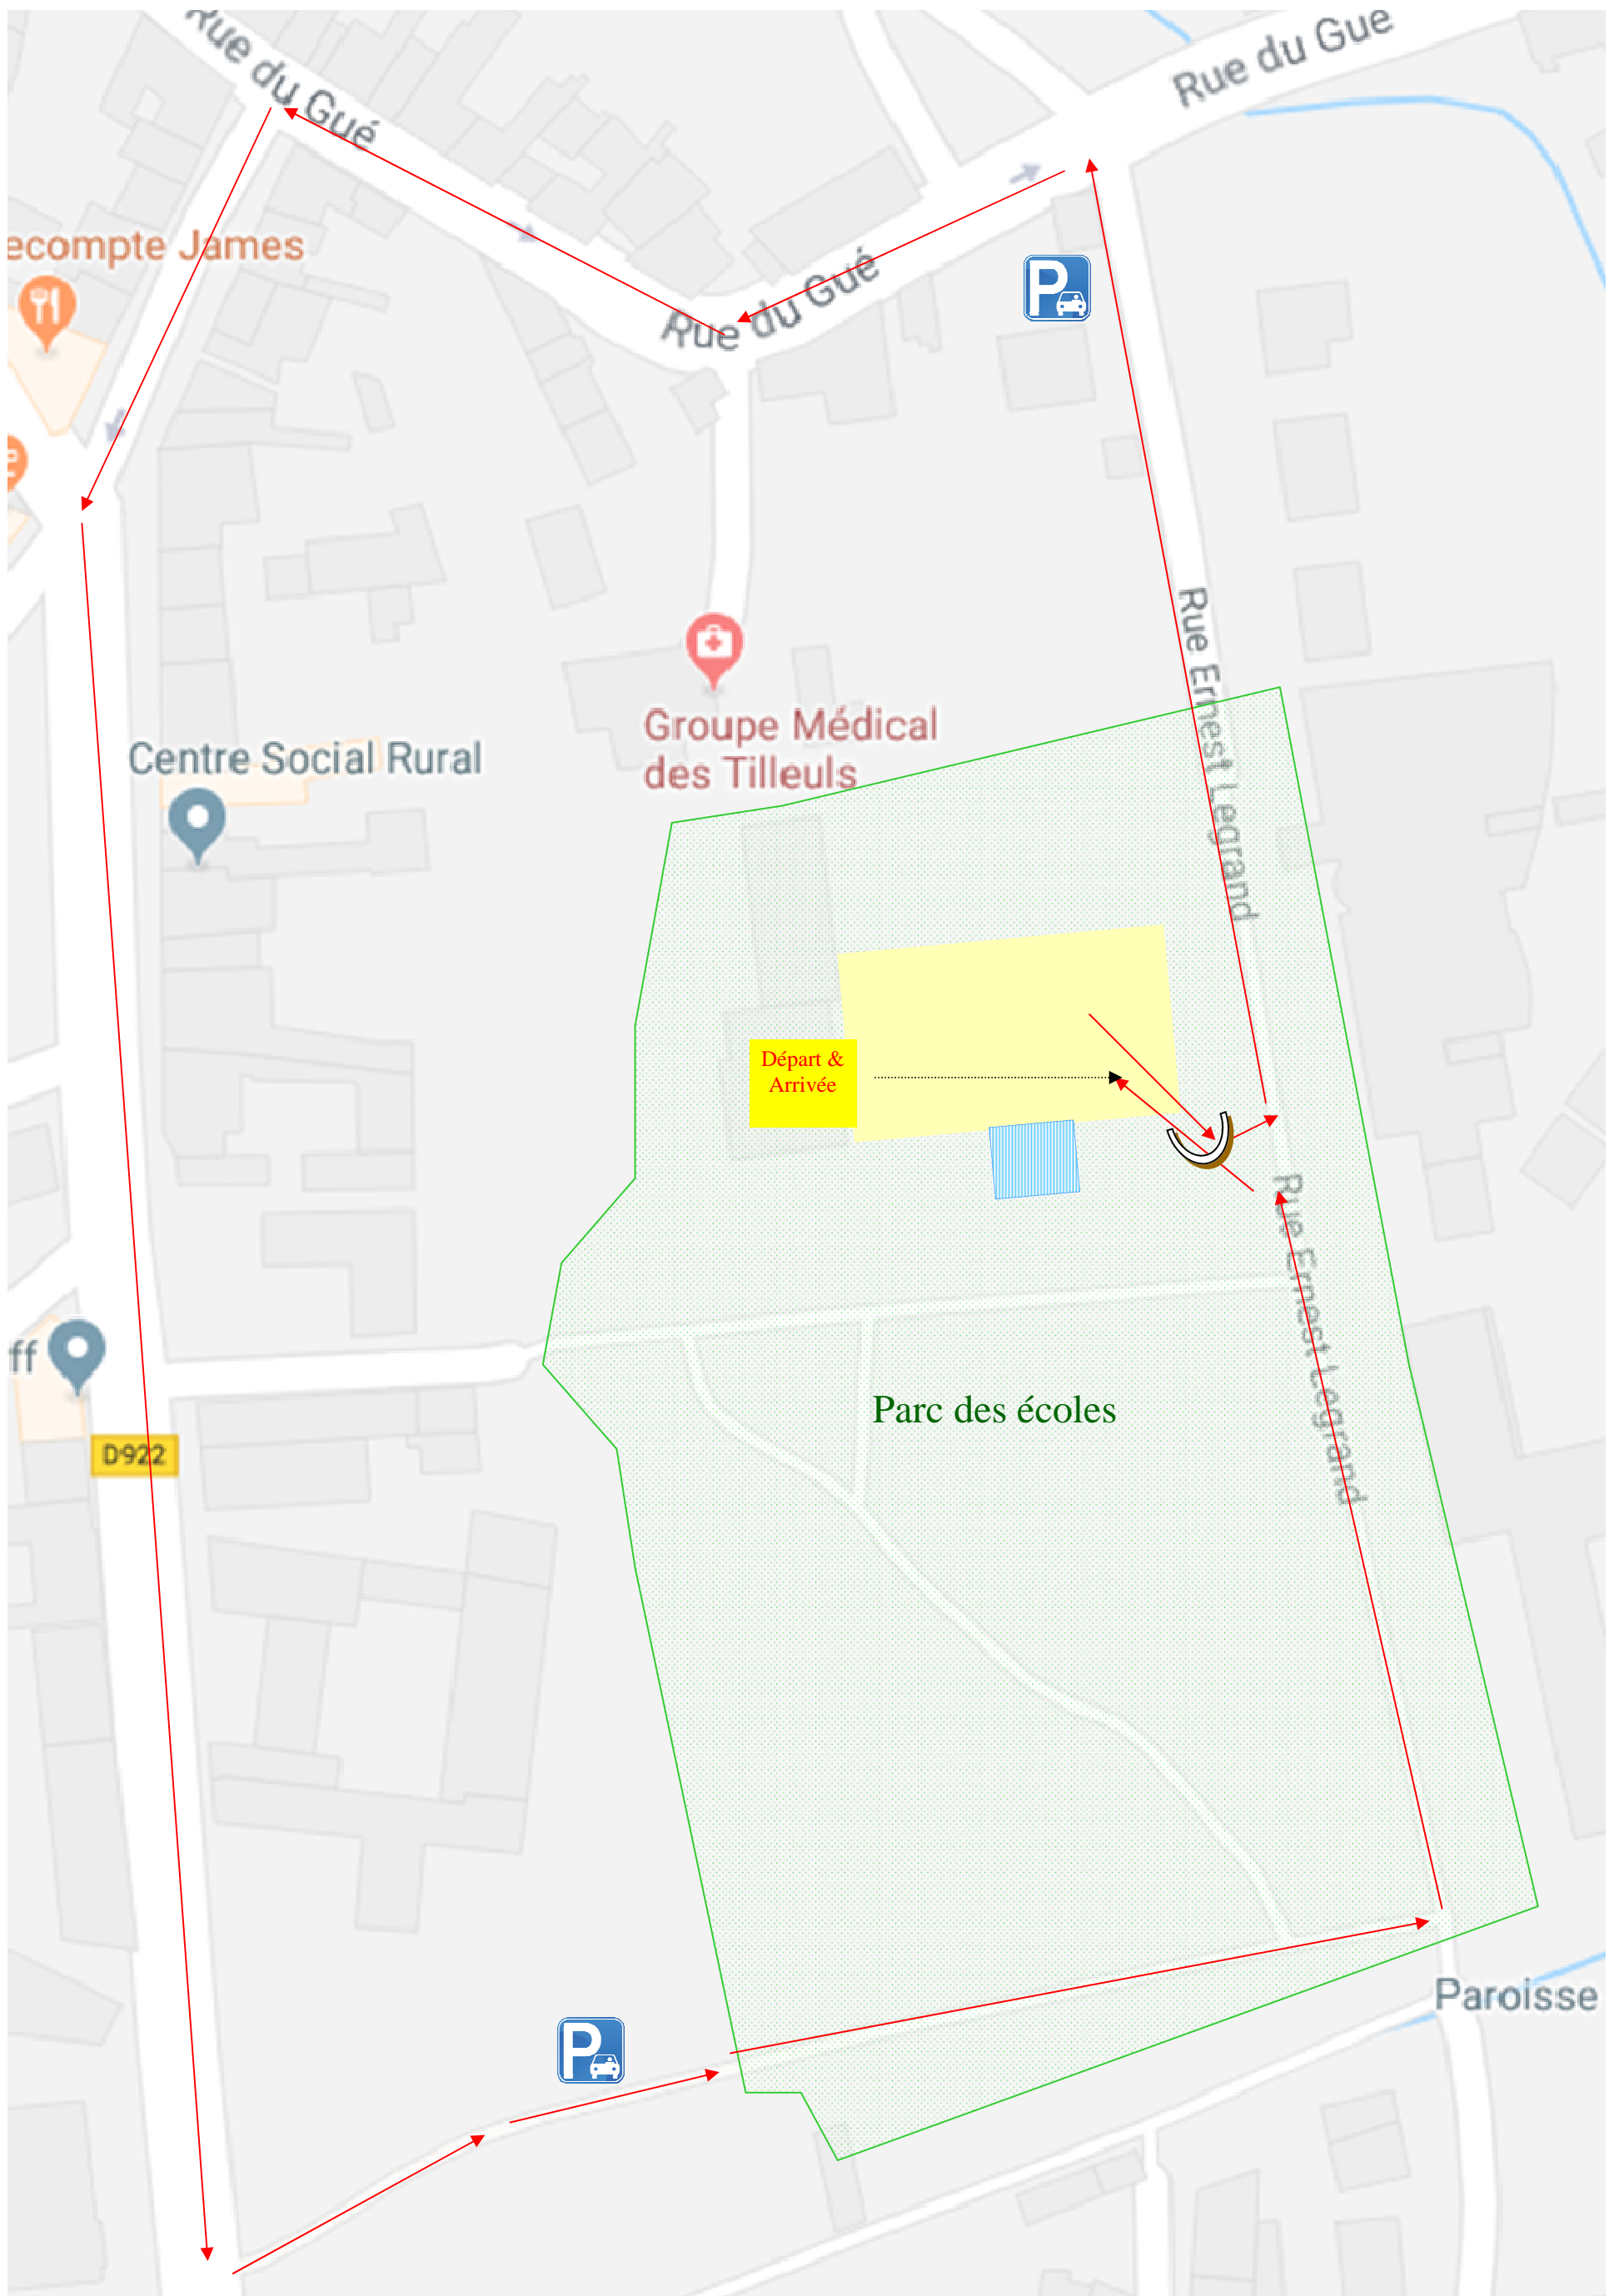 Rue du Gué
Rue du Gue
ecompte James
P
Rue du Gué
Rue Ernest Legrand
Groupe Médical
des Tilleuls
Centre Social Rural
Départ &
Arrivée
Rue Ernest Legrand
ff
Parc des écoles
D922
Paroisse
P